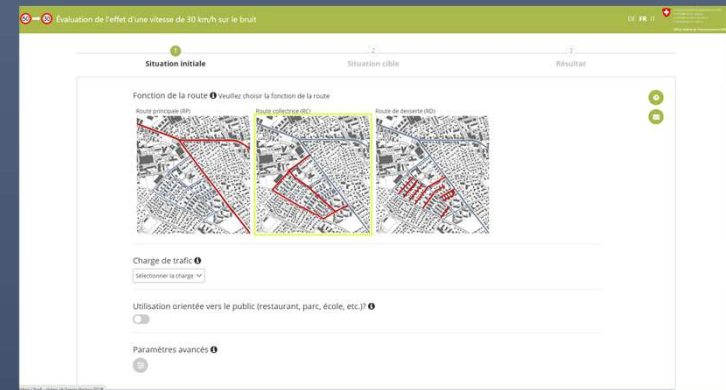 50 → 30 Évaluation de l'effet d'une vitesse de 30 km/h sur le bruit
DE FR IT
1 2 3
Situation initiale Situation cible Résultat
Fonction de la route Veuillez choisir la fonction de la route
Route principale (RP) Route collectrice (RC) Route de desserte (RD)
Charge de trafic
Sélectionner la charge
Utilisation orientée vers le public (restaurant, parc, école, etc.)?
Paramètres avancés